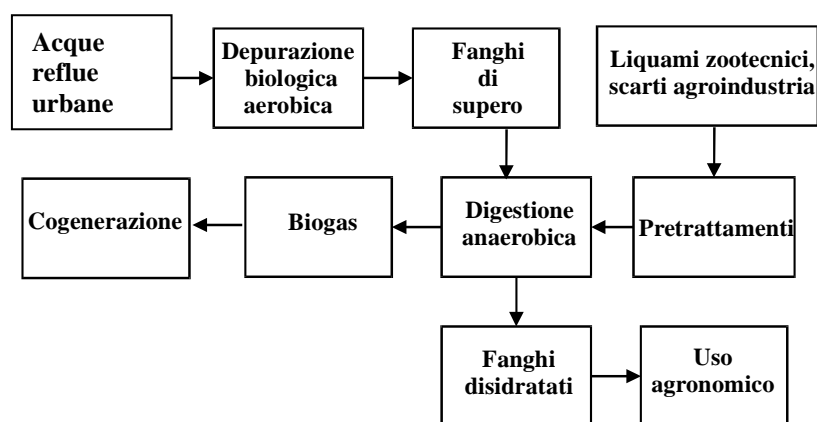 Acque
reflue
urbane
Depurazione
biologica
aerobica
Fanghi
di
supero
Liquami zootecnici,
scarti agroindustria
Cogenerazione
Biogas
Digestione
anaerobica
Pretrattamenti
Fanghi
disidratati
Uso
agronomico